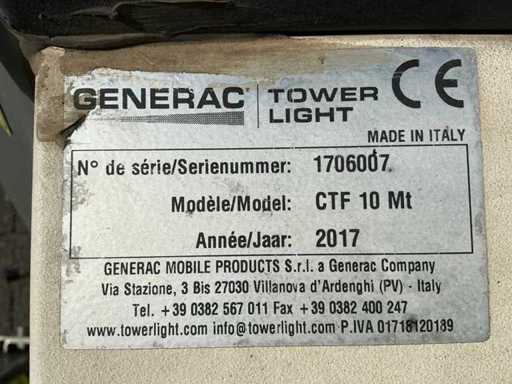 GENERAC | TOWER LIGHT CE
MADE IN ITALY
N° de série/Serienummer: 1706007
Modèle/Model: CTF 10 Mt
Année/Jaar: 2017
GENERAC MOBILE PRODUCTS S.r.l. a Generac Company
Via Stazione, 3 Bis 27030 Villanova d'Ardenghi (PV) - Italy
Tel. +39 0382 567 011 Fax +39 0382 400 247
www.towerlight.com info@towerlight.com P.IVA 01718120189